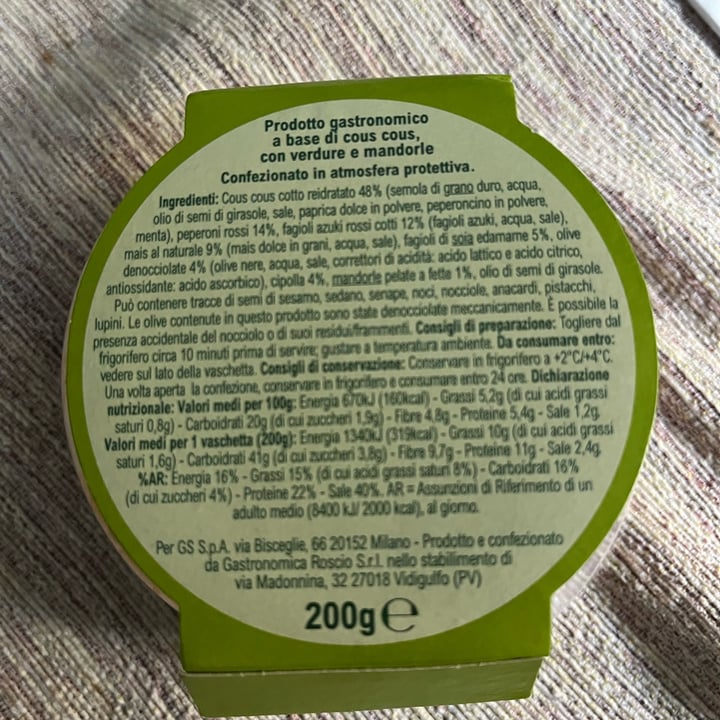 Prodotto gastronomico
a base di cous cous,
con verdure e mandorle
Confezionato in atmosfera protettiva.
Ingredienti: Cous cous cotto reidratato 48% (semola di grano duro, acqua,
olio di semi di girasole, sale, paprica dolce in polvere, peperoncino in polvere,
menta), peperoni rossi 14%, fagioli azuki rossi cotti 12% (fagioli azuki, acqua, sale),
mais al naturale 9% (mais dolce in grani, acqua, sale), fagioli di soia edamame 5%, olive
denocciolate 4% (olive nere, acqua, sale, correttori di acidità: acido lattico e acido citrico,
antiossidante: acido ascorbico), cipolla 4%, mandorle pelate a fette 1%, olio di semi di girasole.
Può contenere tracce di semi di sesamo, sedano, senape, noci, nocciole, anacardi, pistacchi,
lupini. Le olive contenute in questo prodotto sono state denocciolate meccanicamente. È possibile la
presenza accidentale del nocciolo o di suoi residui/frammenti. Consigli di preparazione: Togliere dal
frigorifero circa 10 minuti prima di servire; gustare a temperatura ambiente. Da consumare entro:
vedere sul lato della vaschetta. Consigli di conservazione: Conservare in frigorifero a +2°C/+4°C.
Una volta aperta la confezione, conservare in frigorifero e consumare entro 24 ore. Dichiarazione
nutrizionale: Valori medi per 100g: Energia 670kJ (160kcal) - Grassi 5,2g (di cui acidi grassi
saturi 0,8g) - Carboidrati 20g (di cui zuccheri 1,9g) - Fibre 4,8g - Proteine 5,4g - Sale 1,2g.
Valori medi per 1 vaschetta (200g): Energia 1340kJ (319kcal) - Grassi 10g (di cui acidi grassi
saturi 1,6g) - Carboidrati 41g (di cui zuccheri 3,8g) - Fibre 9,7g - Proteine 11g - Sale 2,4g.
%AR: Energia 16% - Grassi 15% (di cui acidi grassi saturi 8%) - Carboidrati 16%
(di cui zuccheri 4%) - Proteine 22% - Sale 40%. AR = Assunzioni di Riferimento di un
adulto medio (8400 kJ/ 2000 kcal), al giorno.
Per GS S.p.A. via Bisceglie, 66 20152 Milano - Prodotto e confezionato
da Gastronomica Roscio S.r.l. nello stabilimento di
via Madonnina, 32 27018 Vidigulfo (PV)
200g e